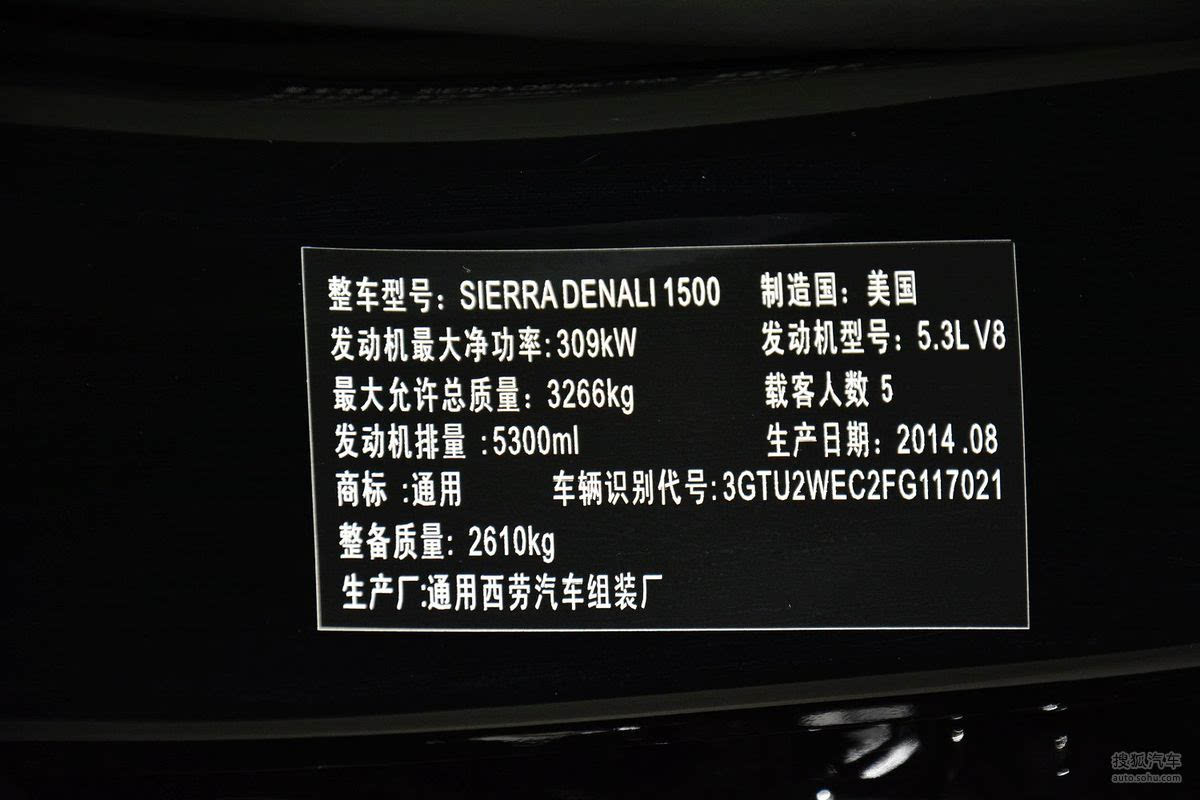 整车型号：SIERRA DENALI 1500 制造国：美国
发动机最大净功率:309kW 发动机型号：5.3L V8
最大允许总质量：3266kg 载客人数 5
发动机排量 :5300ml 生产日期：2014.08
商标 :通用 车辆识别代号:3GTU2WEC2FG117021
整备质量：2610kg
生产厂:通用西劳汽车组装厂
搜狐汽车
auto.sohu.com